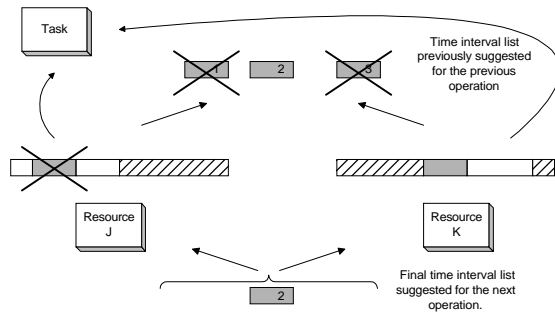 Task
1
2
3
Time interval list
previously suggested
for the previous
operation
Resource
J
Resource
K
2
Final time interval list
suggested for the next
operation.